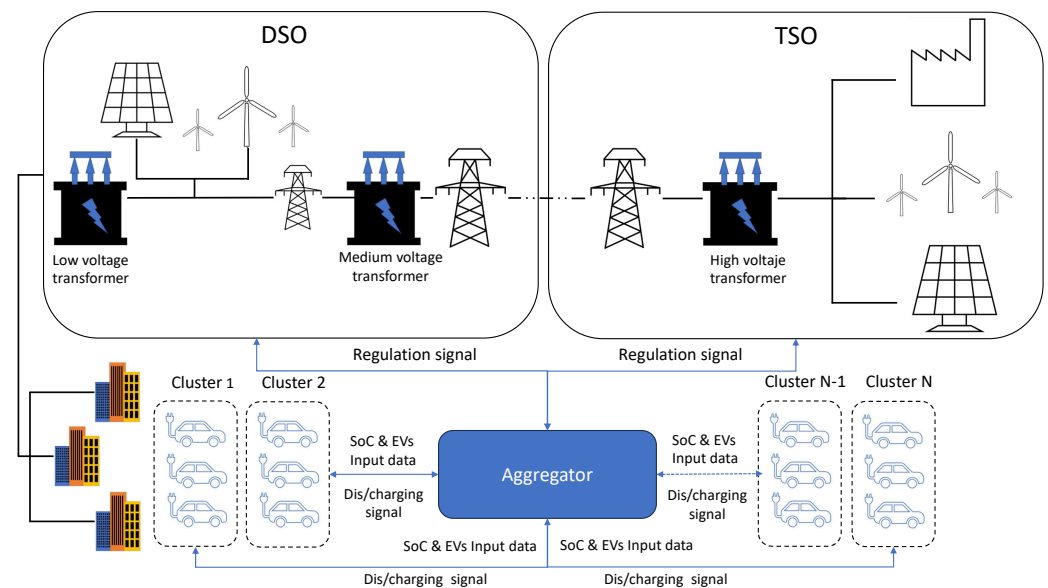 DSO
TSO
Low voltage
transformer
Medium voltage
transformer
High voltaje
transformer
Regulation signal
Regulation signal
Cluster 1
Cluster 2
Cluster N-1
Cluster N
SoC & EVs
Input data
Dis/charging
signal
Aggregator
SoC & EVs
Input data
Dis/charging
signal
SoC & EVs Input data
SoC & EVs Input data
Dis/charging signal
Dis/charging signal